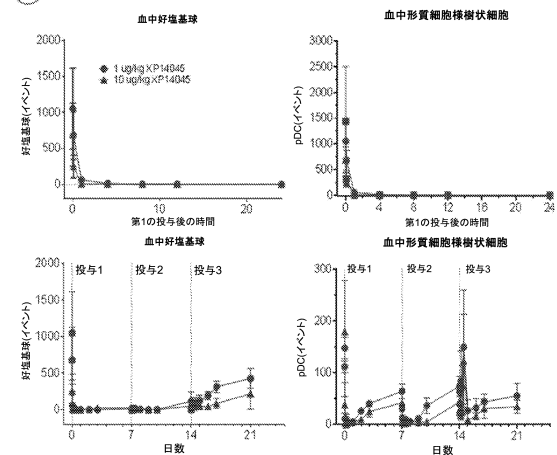 血中好塩基球
2000
1500
1000
500
0
好塩基球(イベント)
1 ug/kg XP14045
10 ug/kg XP14045
0 10 20
第1の投与後の時間
血中形質細胞様樹状細胞
3000
2500
2000
1500
1000
500
0
pDC(イベント)
0 4 8 12 16 20 24
第1の投与後の時間
血中好塩基球
2000
1500
1000
500
0
好塩基球(イベント)
投与1 投与2 投与3
0 7 14 21
日数
血中形質細胞様樹状細胞
300
200
100
0
pDC(イベント)
投与1 投与2 投与3
0 7 14 21
日数